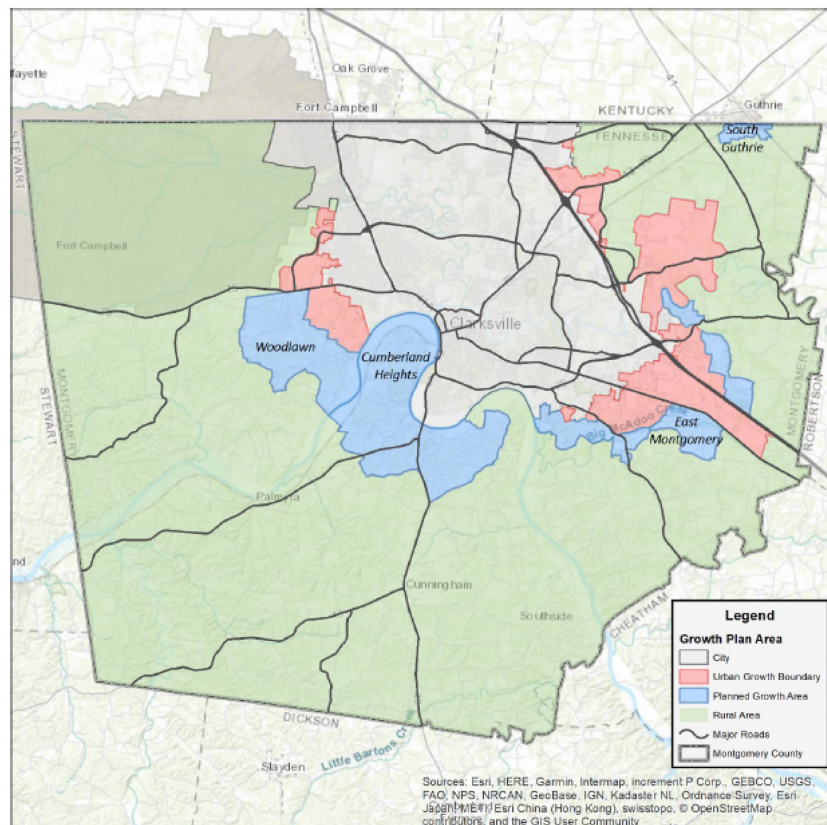 fayette
Oak Grove
Fort Campbell
41
KENTUCKY
Guthrie
TENNESSEE
South
Guthrie
STEWART
Fort Campbell
Clarksville
Woodlawn
Cumberland
Heights
MONTGOMERY
STEWART
MONTGOMERY
ROBERTSON
Big McAdoo Creek
East
Montgomery
Palmyra
nd
Cunningham
Southside
CHEATHAM
DICKSON
Little Bartons Creek
Slayden
Legend
Growth Plan Area
City
Urban Growth Boundary
Planned Growth Area
Rural Area
Major Roads
Montgomery County
Sources: Esri, HERE, Garmin, Intermap, increment P Corp., GEBCO, USGS,
FAO, NPS, NRCAN, GeoBase, IGN, Kadaster NL, Ordnance Survey, Esri
Japan, METI, Esri China (Hong Kong), swisstopo, © OpenStreetMap
contributors, and the GIS User Community